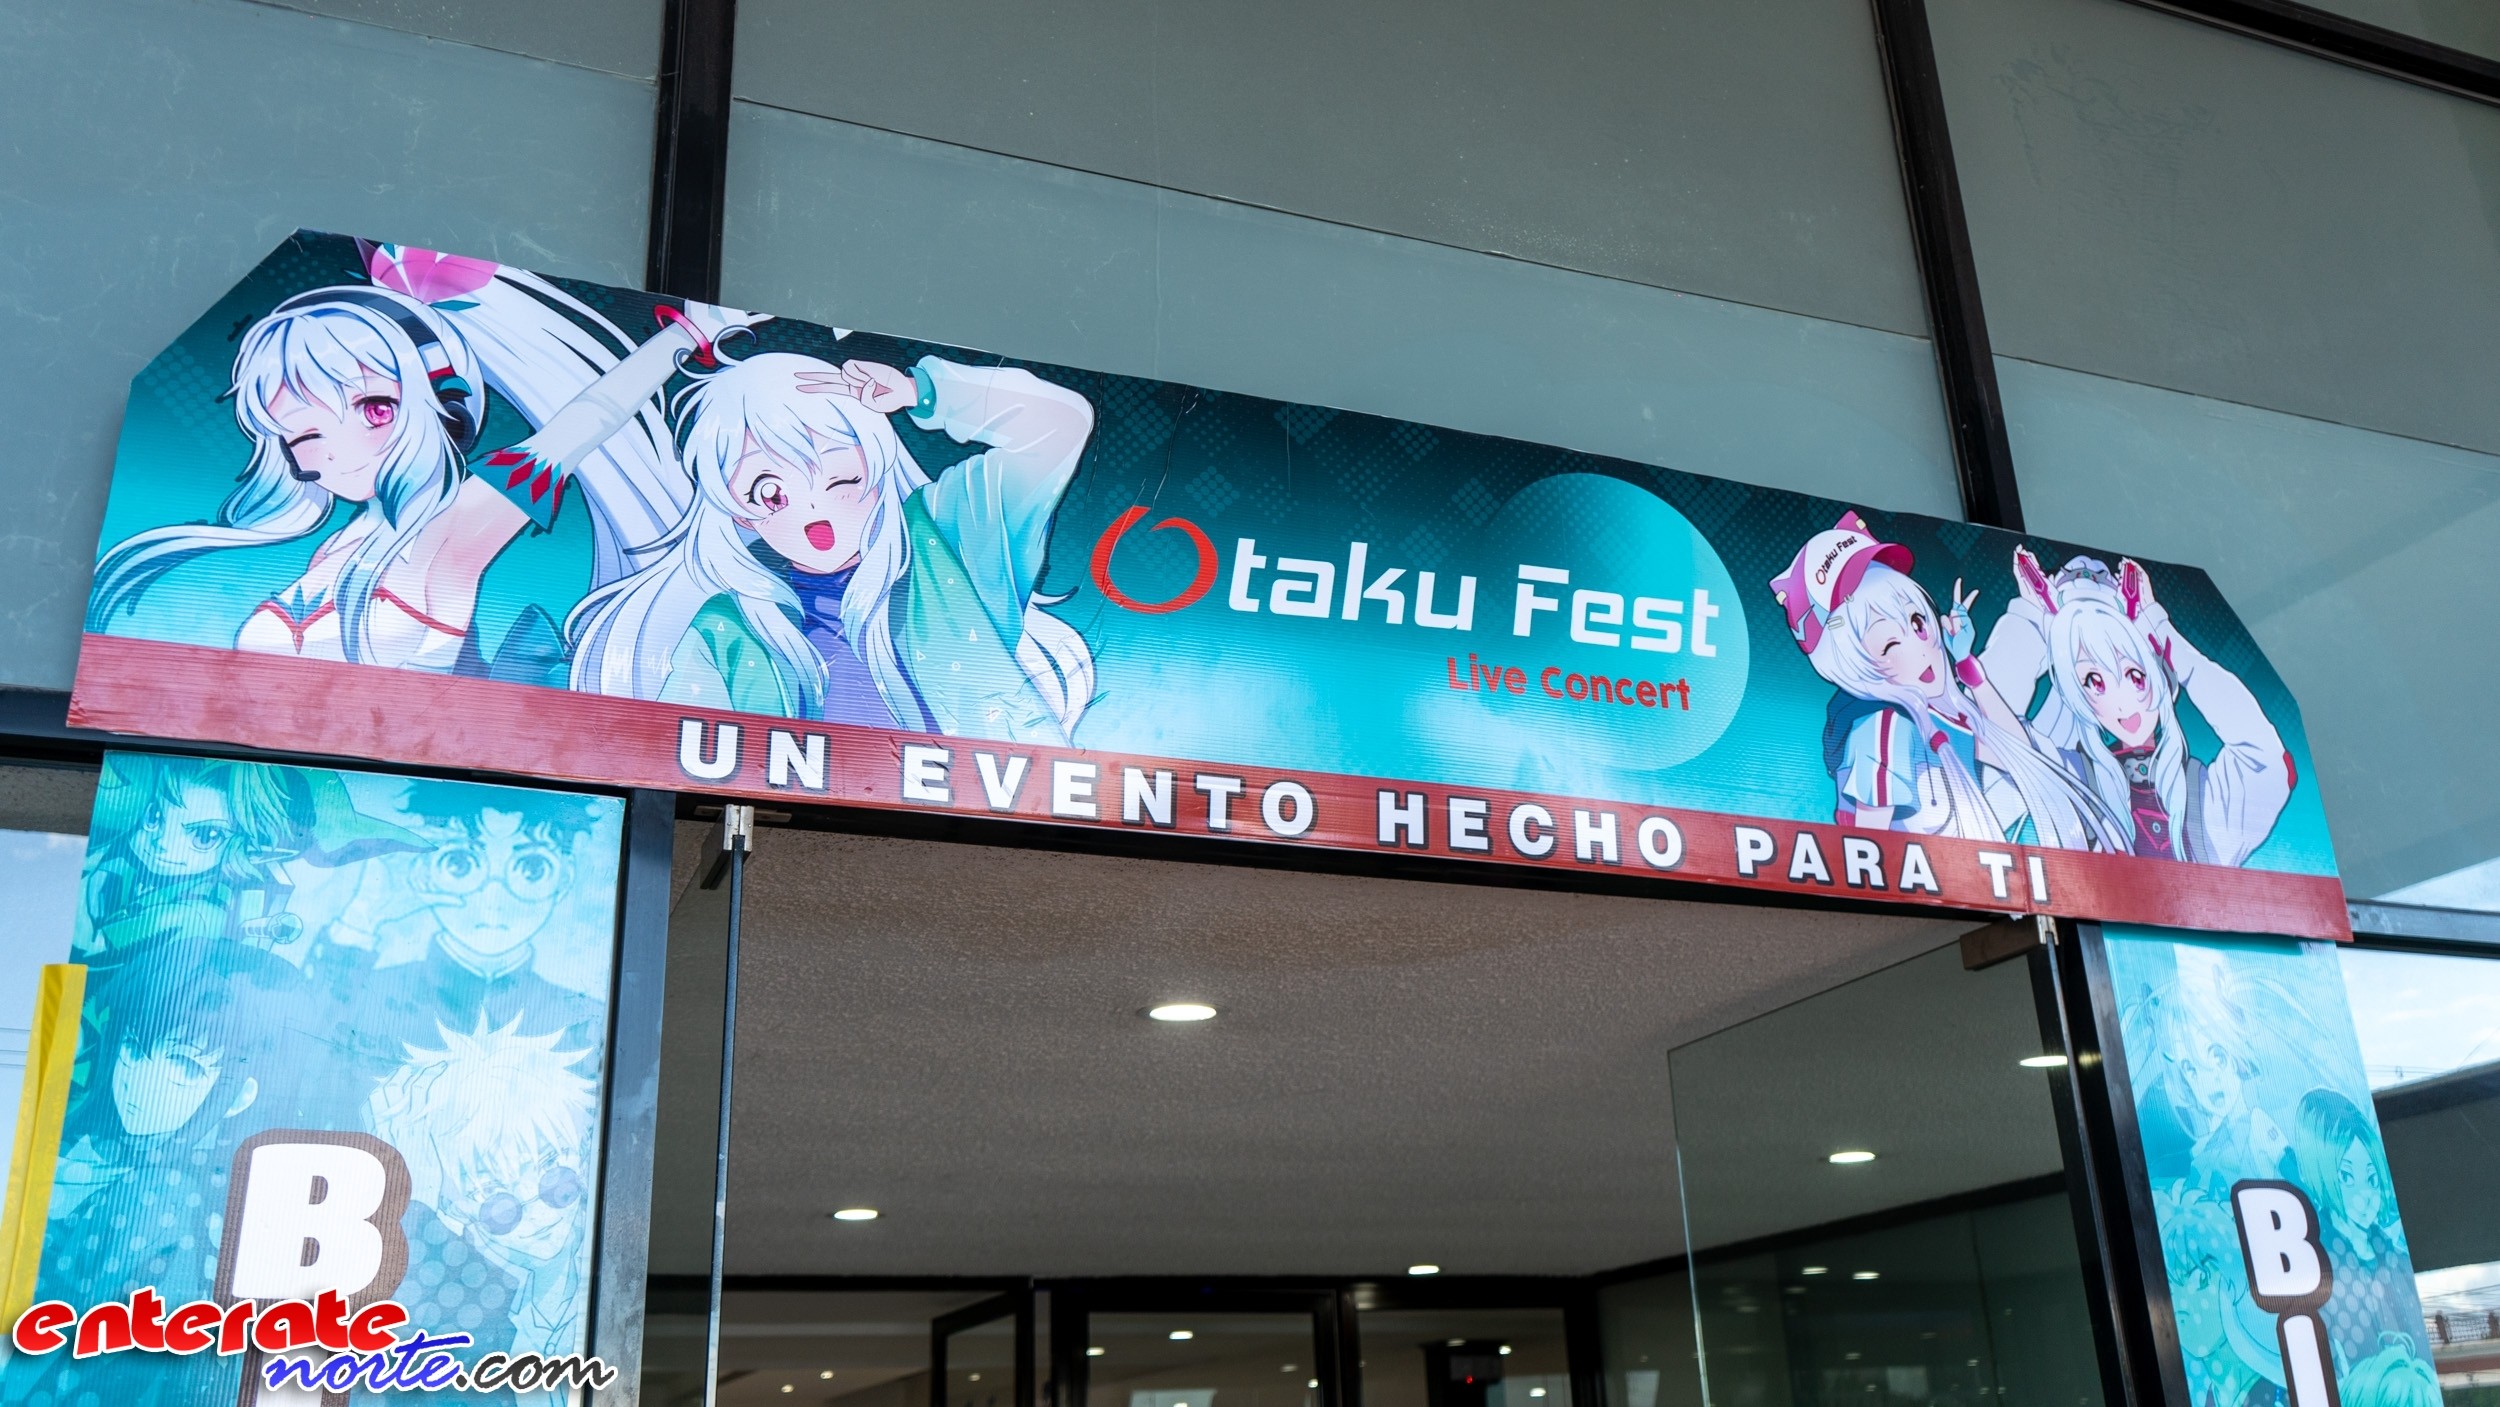 Otaku Fest
Live Concert
Otaku Fest
UN EVENTO HECHO PARA TI
B
B
enterate
norte.com